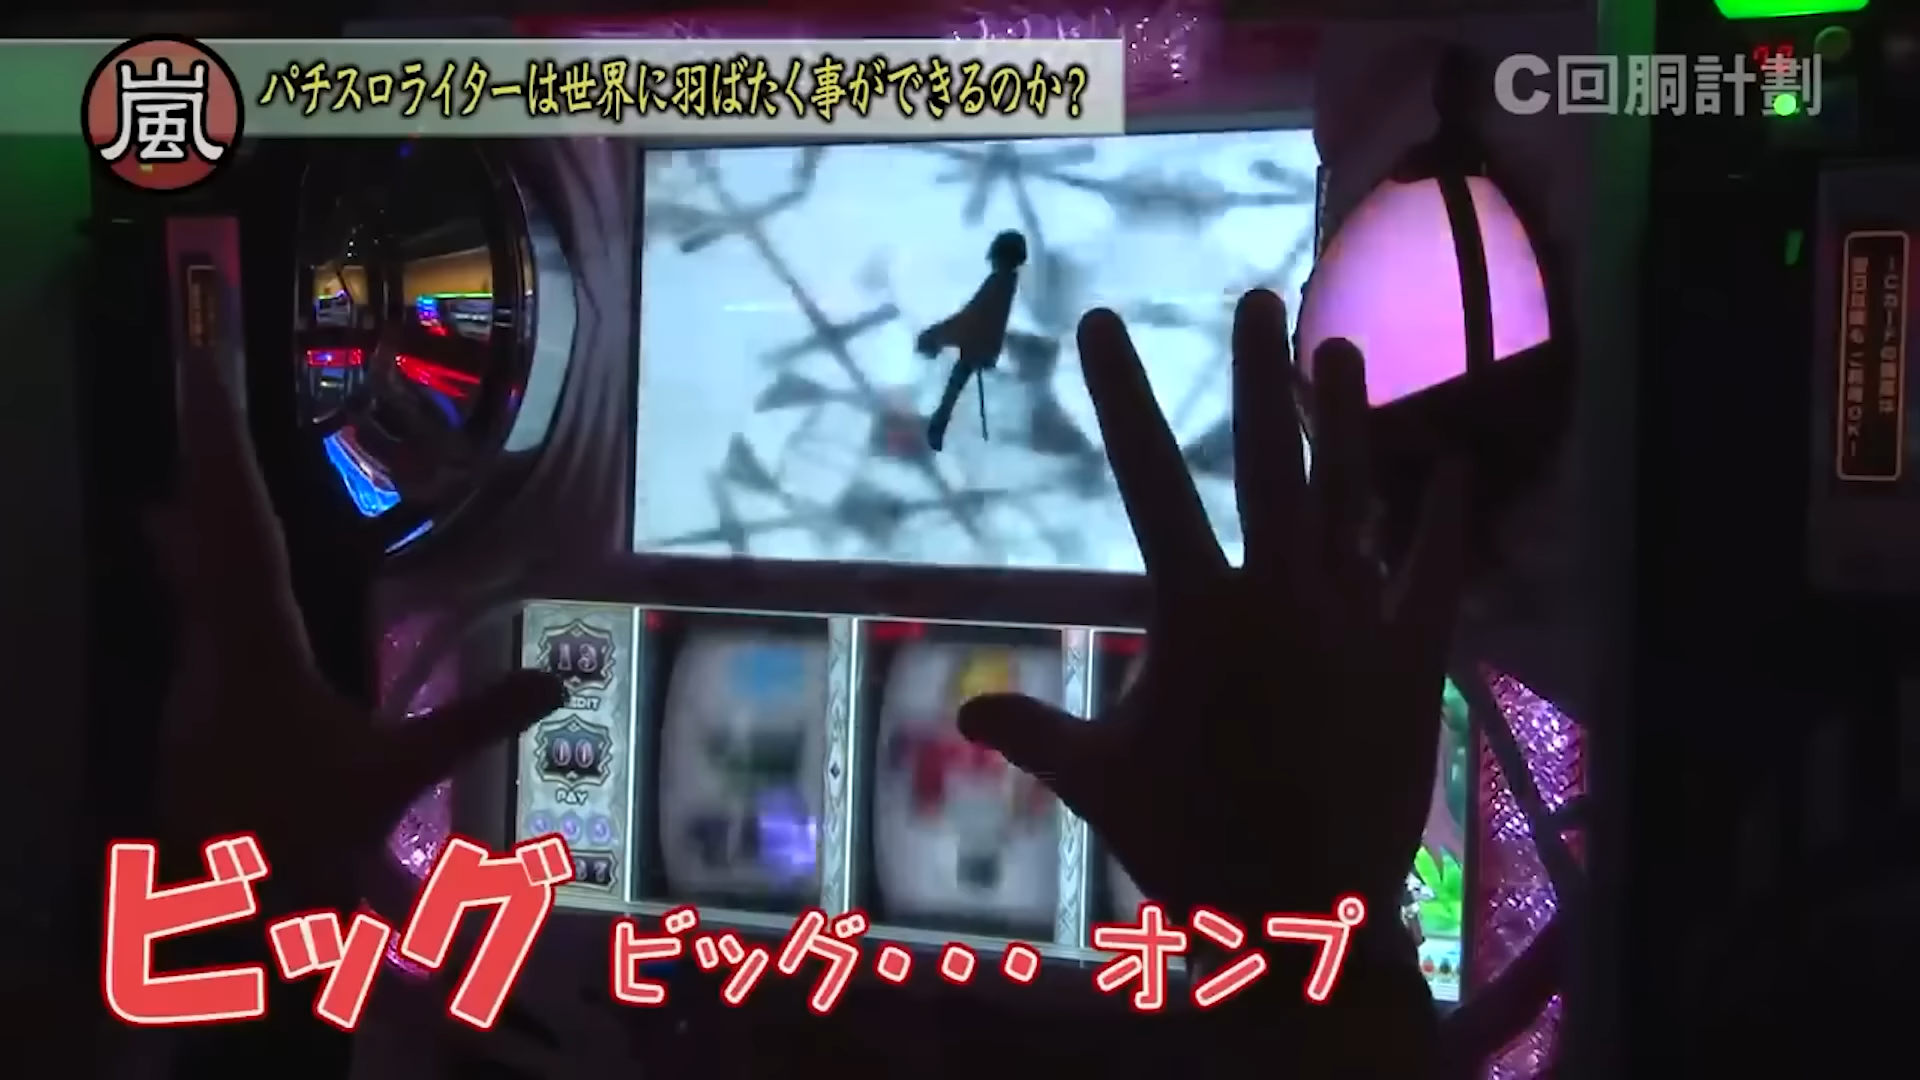 嵐
パチスロライターは世界に羽ばたく事ができるのか?
C回胴計劃
13
CREDIT
00
PAY
ビッグ ビッグ・・・オンプ